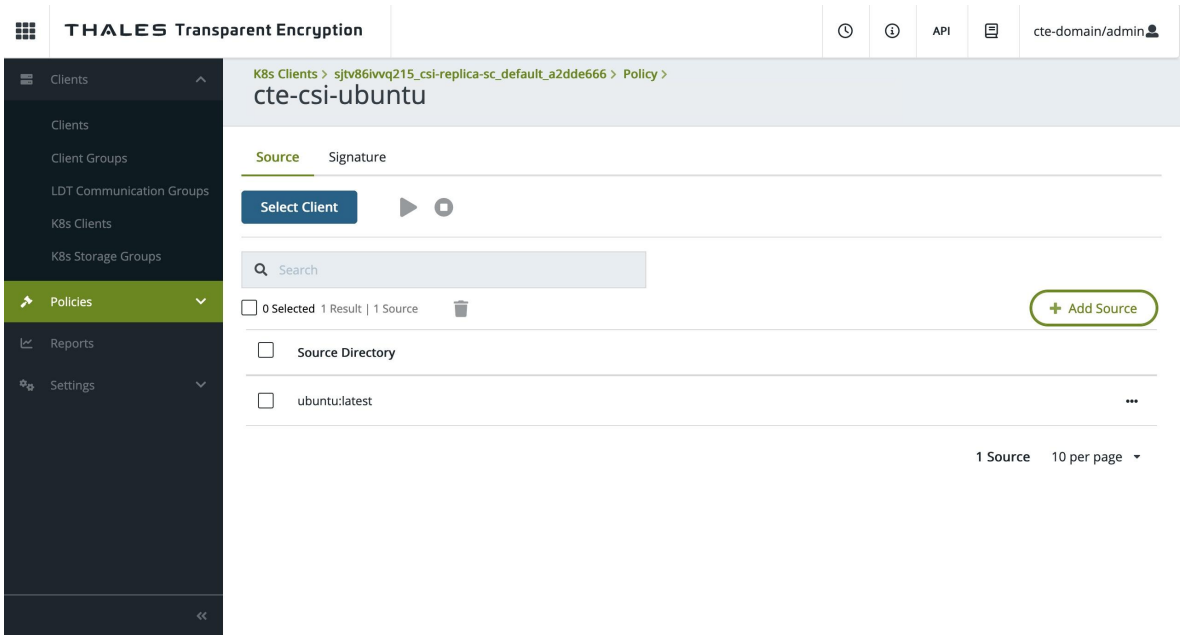 THALES Transparent Encryption
API
cte-domain/admin
Clients
Clients
Client Groups
LDT Communication Groups
K8s Clients
K8s Storage Groups
Policies
Reports
Settings
K8s Clients > sjtv86ivvq215_csi-replica-sc_default_a2dde666 > Policy >
cte-csi-ubuntu
Source Signature
Select Client
Search
0 Selected 1 Result | 1 Source
+ Add Source
Source Directory
ubuntu:latest
1 Source 10 per page